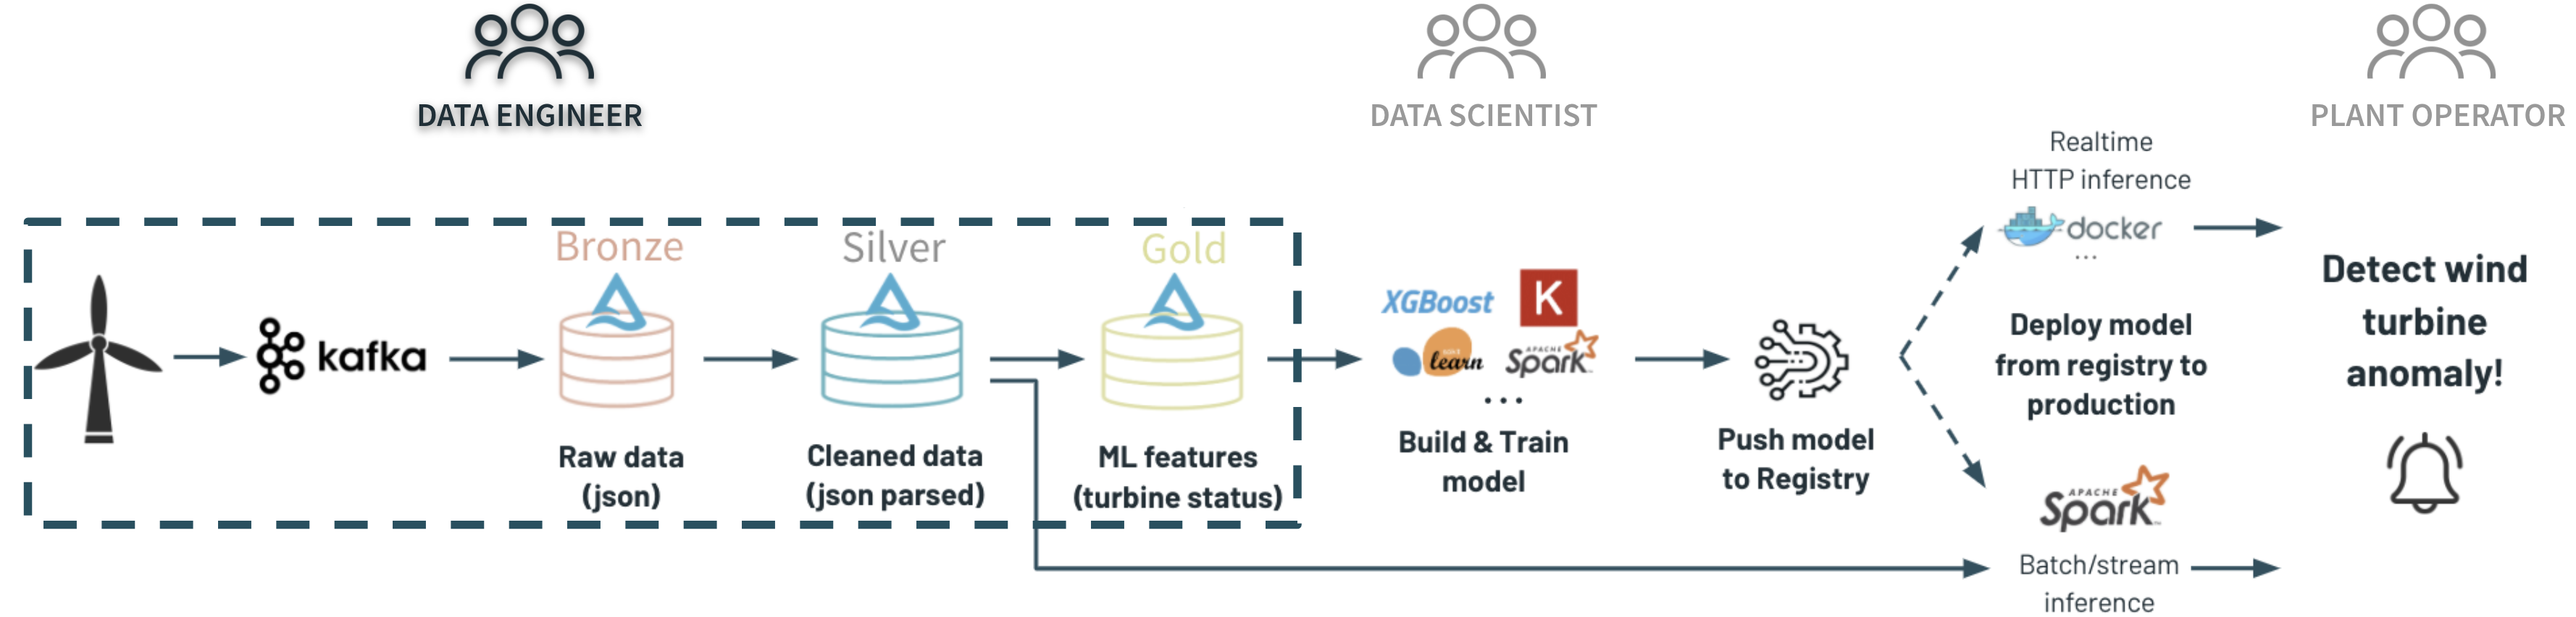 DATA ENGINEER
DATA SCIENTIST
PLANT OPERATOR
kafka
Bronze
Raw data
(json)
Silver
Cleaned data
(json parsed)
Gold
ML features
(turbine status)
XGBoost
K
learn
APACHE
Spark
...
Build & Train
model
Push model
to Registry
Realtime
HTTP inference
docker
...
Deploy model
from registry to
production
APACHE
Spark
Batch/stream
inference
Detect wind
turbine
anomaly!